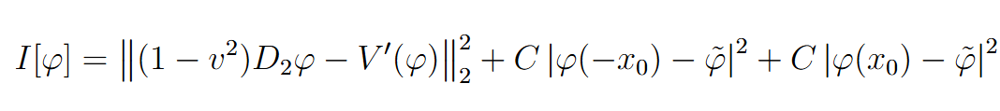 I[φ] = ‖(1 − v²)D₂φ − V′(φ)‖₂² + C |φ(−x₀) − φ̃|² + C |φ(x₀) − φ̃|²